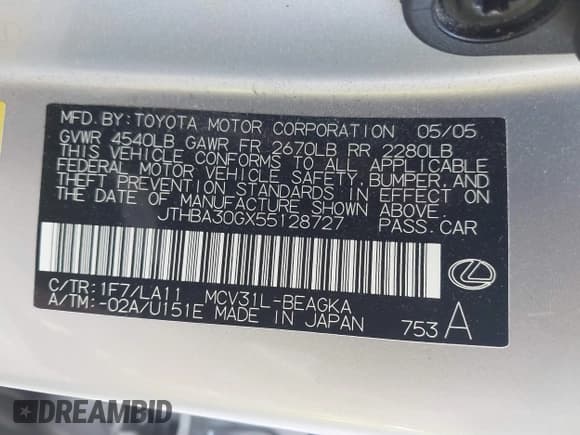 MFD. BY: TOYOTA MOTOR CORPORATION 05/05
GVWR 4540LB GAWR FR 2670LB RR 2280LB
THIS VEHICLE CONFORMS TO ALL APPLICABLE
FEDERAL MOTOR VEHICLE SAFETY, BUMPER, AND
THEFT PREVENTION STANDARDS IN EFFECT ON
THE DATE OF MANUFACTURE SHOWN ABOVE.
JTHBA30GX55128727 PASS. CAR
C/TR: 1F7/LA11 MCV31L-BEAGKA
A/TM: -02A/U151E MADE IN JAPAN 753 A
DREAMBID